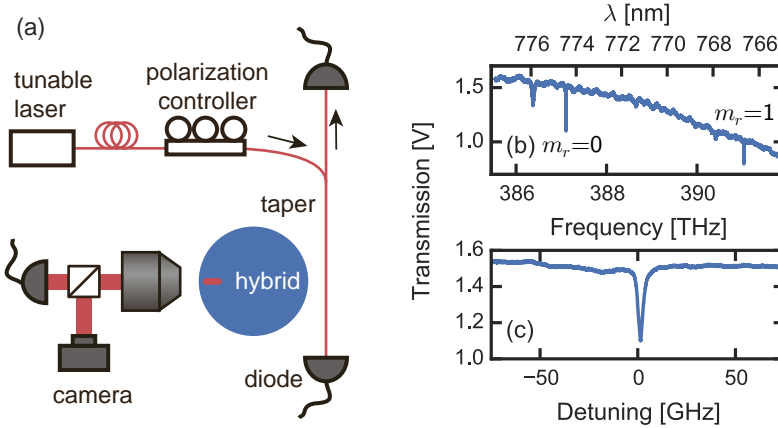 (a)
tunable
laser
polarization
controller
taper
hybrid
camera
diode
λ [nm]
776 774 772 770 768 766
1.5
1.0
Transmission [V]
(b) m_r=0
m_r=1
386 388 390
Frequency [THz]
1.6
1.4
1.2
1.0
(c)
−50 0 50
Detuning [GHz]